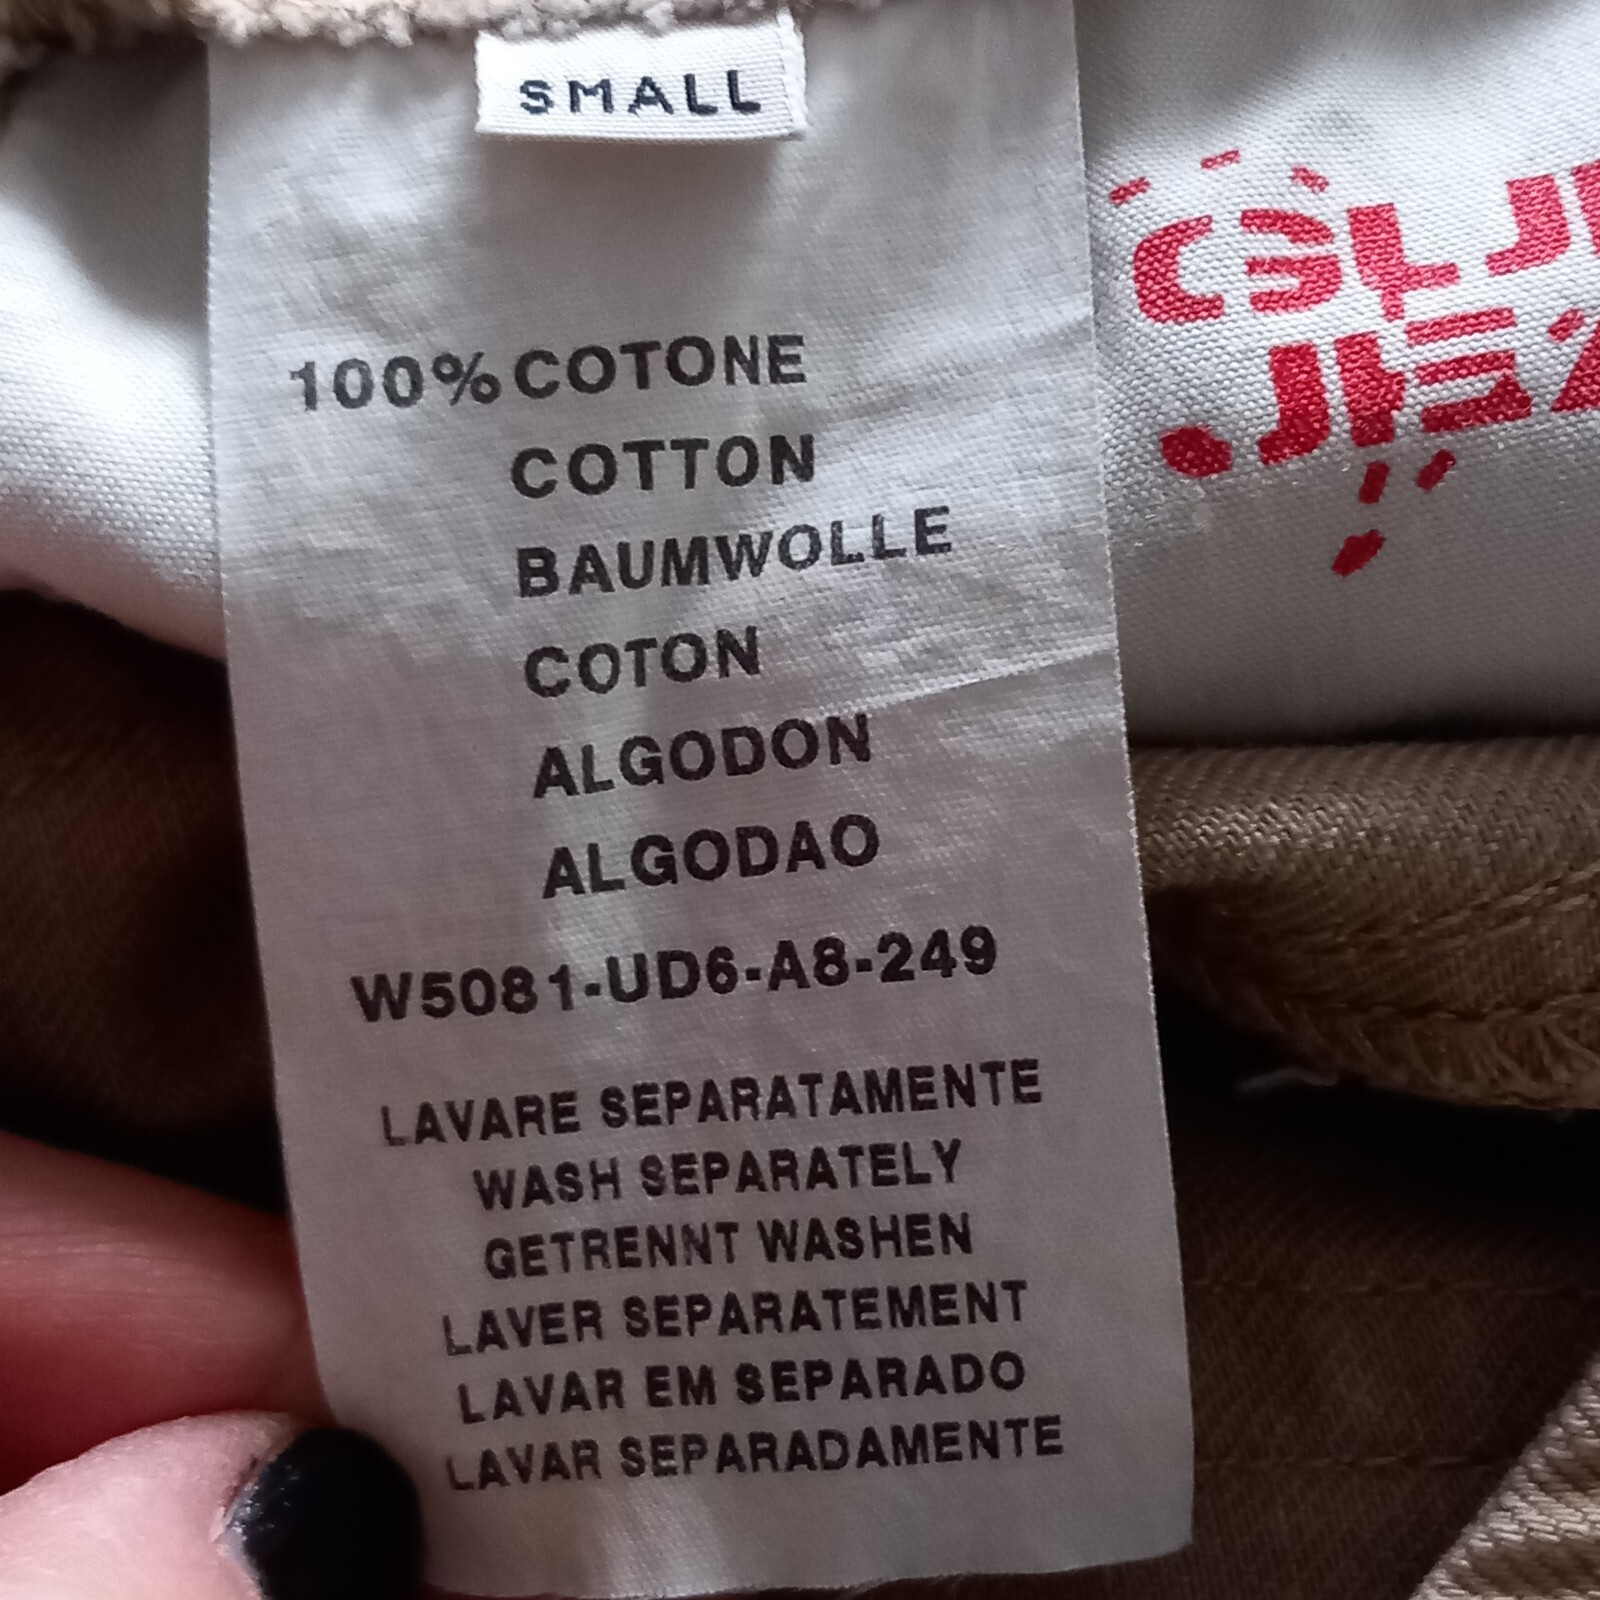 SMALL
100% COTONE
COTTON
BAUMWOLLE
COTON
ALGODON
ALGODAO
W5081-UD6-A8-249
LAVARE SEPARATAMENTE
WASH SEPARATELY
GETRENNT WASHEN
LAVER SEPARATEMENT
LAVAR EM SEPARADO
LAVAR SEPARADAMENTE